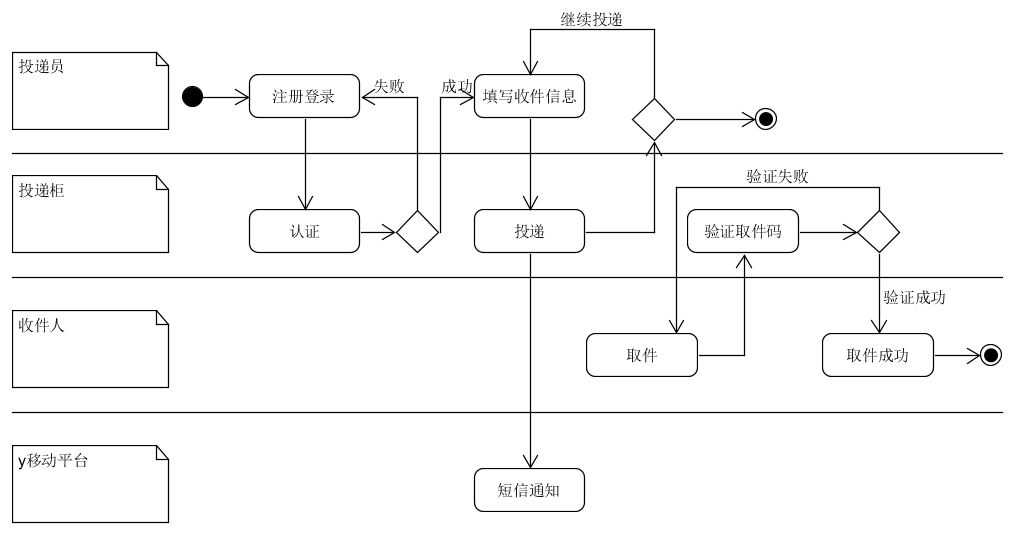 继续投递
投递员
失败
成功
注册登录
填写收件信息
投递柜
验证失败
认证
投递
验证取件码
验证成功
收件人
取件
取件成功
y移动平台
短信通知